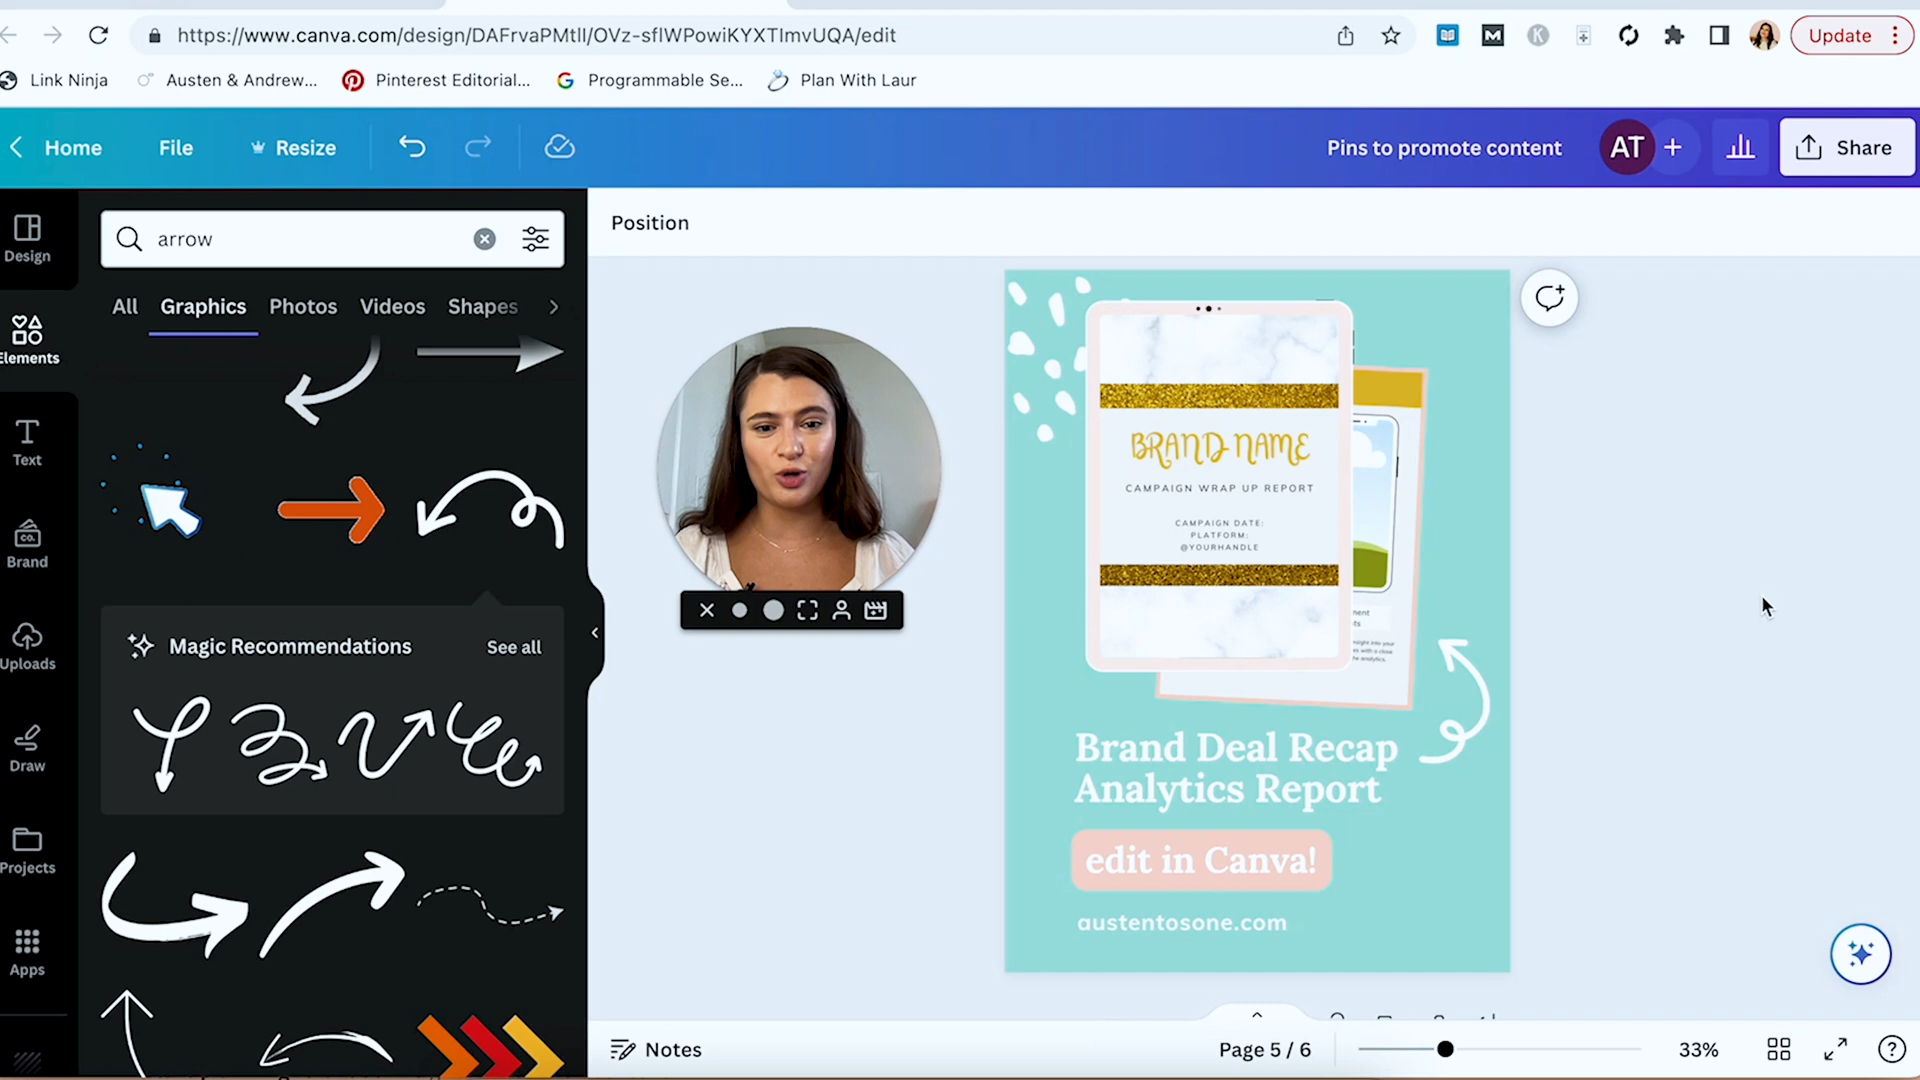 https://www.canva.com/design/DAFrvaPMtlI/OVz-sflWPowiKYXTImvUQA/edit
Update
Link Ninja
Austen & Andrew...
Pinterest Editorial...
Programmable Se...
Plan With Laur
Home
File
Resize
Pins to promote content
AT
+
Share
Design
Elements
Text
Brand
Uploads
Draw
Projects
Apps
arrow
All
Graphics
Photos
Videos
Shapes
Magic Recommendations
See all
Position
BRAND NAME
CAMPAIGN WRAP UP REPORT
CAMPAIGN DATE:
PLATFORM:
@YOURHANDLE
Brand Deal Recap
Analytics Report
edit in Canva!
austentosone.com
Notes
Page 5 / 6
33%